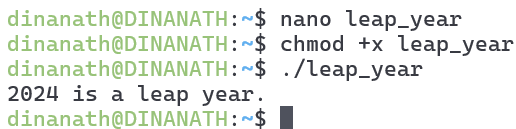 dinanath@DINANATH:~$ nano leap_year
dinanath@DINANATH:~$ chmod +x leap_year
dinanath@DINANATH:~$ ./leap_year
2024 is a leap year.
dinanath@DINANATH:~$